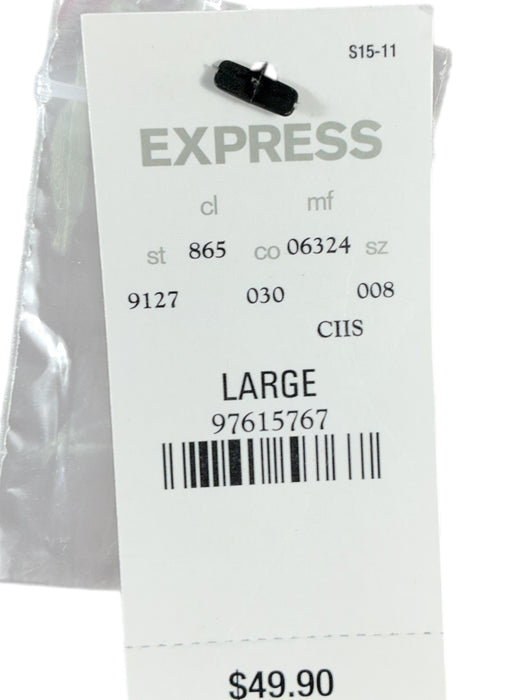 S15-11
EXPRESS
cl mf
st 865 co 06324 sz
9127 030 008
CIIS
LARGE
97615767
$49.90